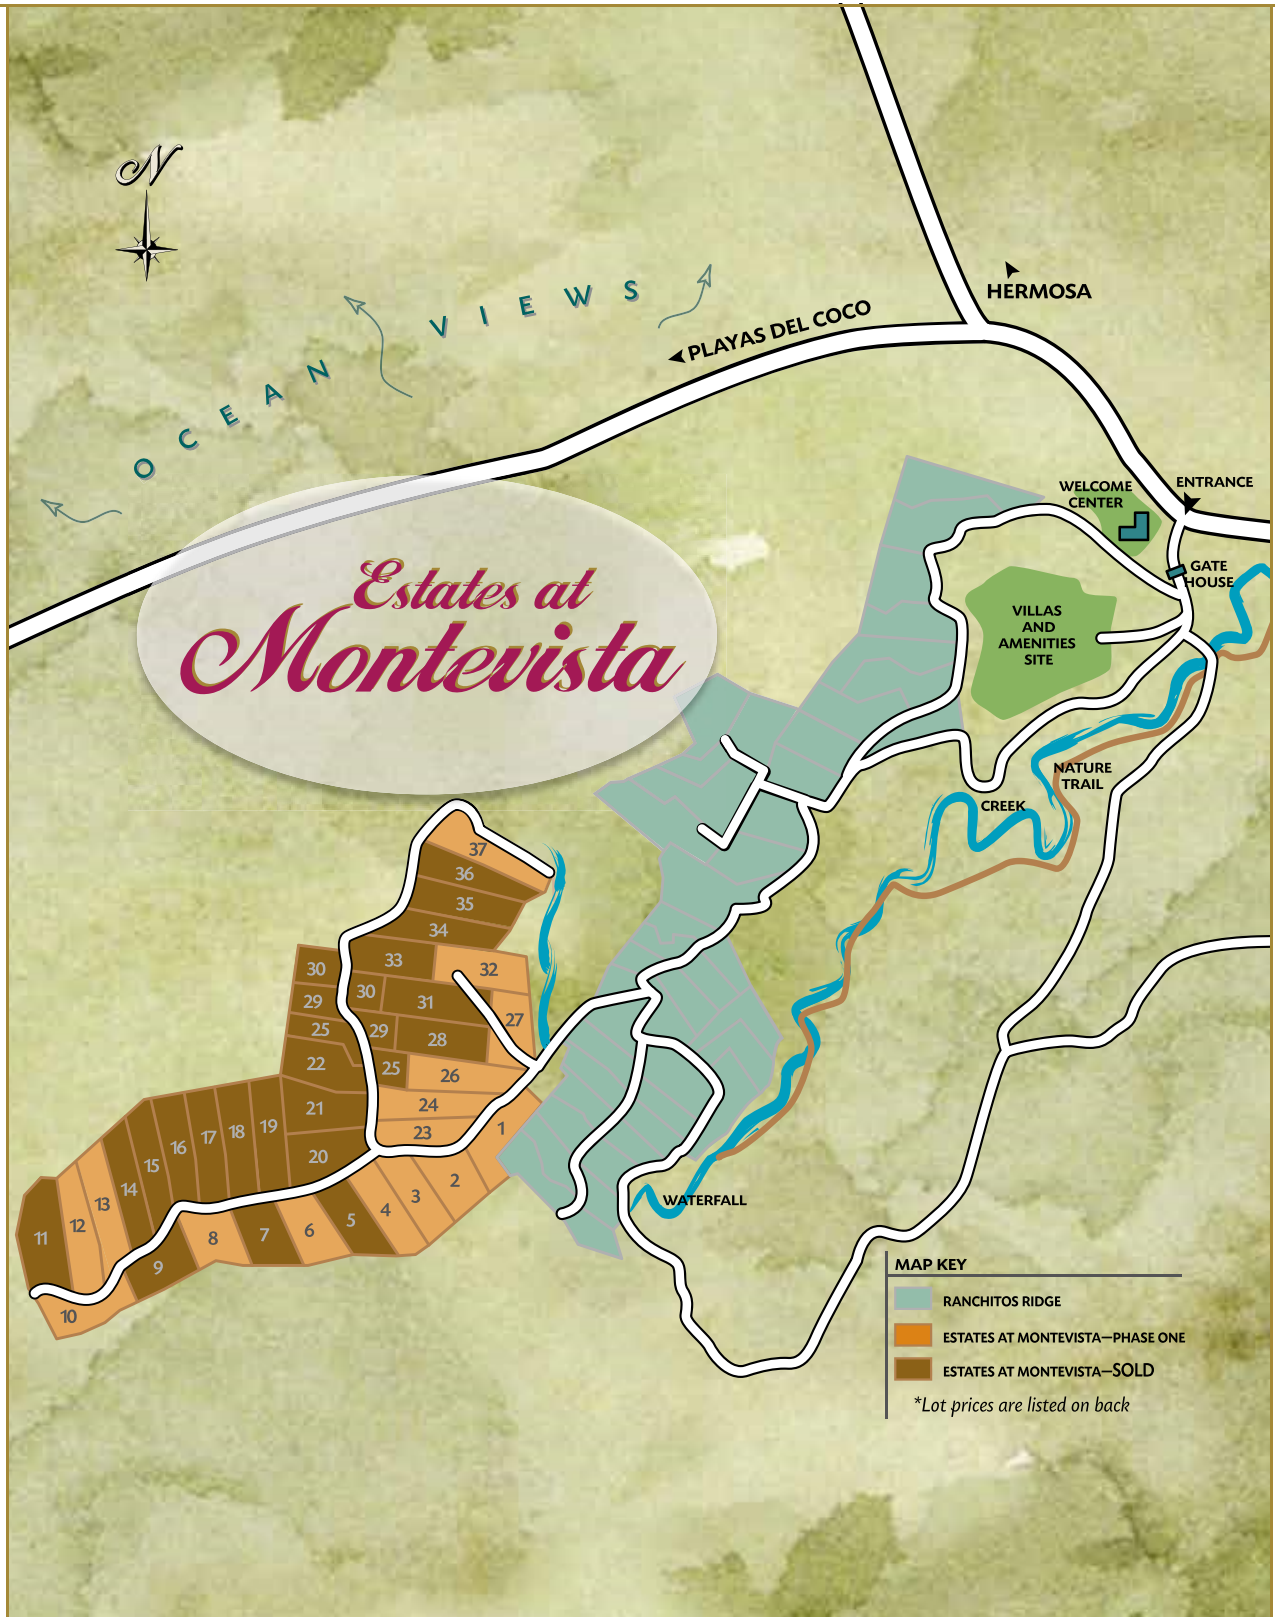 N
OCEAN VIEWS
HERMOSA
PLAYAS DEL COCO
WELCOME
CENTER
ENTRANCE
GATE
HOUSE
Estates at
Montevista
VILLAS
AND
AMENITIES
SITE
NATURE
TRAIL
CREEK
37
36
35
34
33
32
30
30
31
29
27
29
28
25
25
26
22
24
21
23
1
20
19
18
17
16
15
14
13
12
11
10
9
8
7
6
5
4
3
2
WATERFALL
MAP KEY
RANCHITOS RIDGE
ESTATES AT MONTEVISTA—PHASE ONE
ESTATES AT MONTEVISTA—SOLD
*Lot prices are listed on back